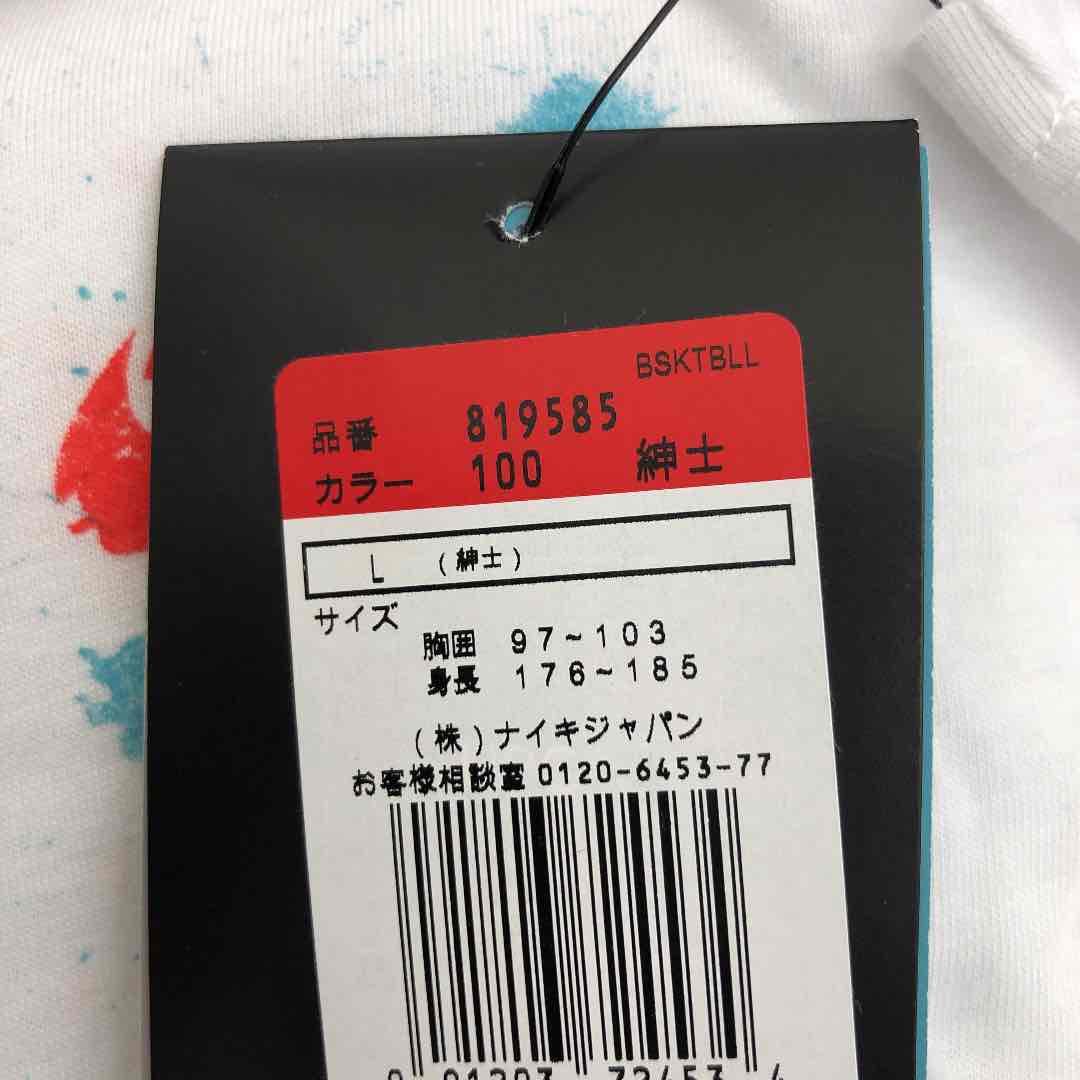 BSKTBLL
品番 819585
カラー 100 紳士
L (紳士)
サイズ
胸囲 97~103
身長 176~185
(株)ナイキジャパン
お客様相談室 0120-6453-77